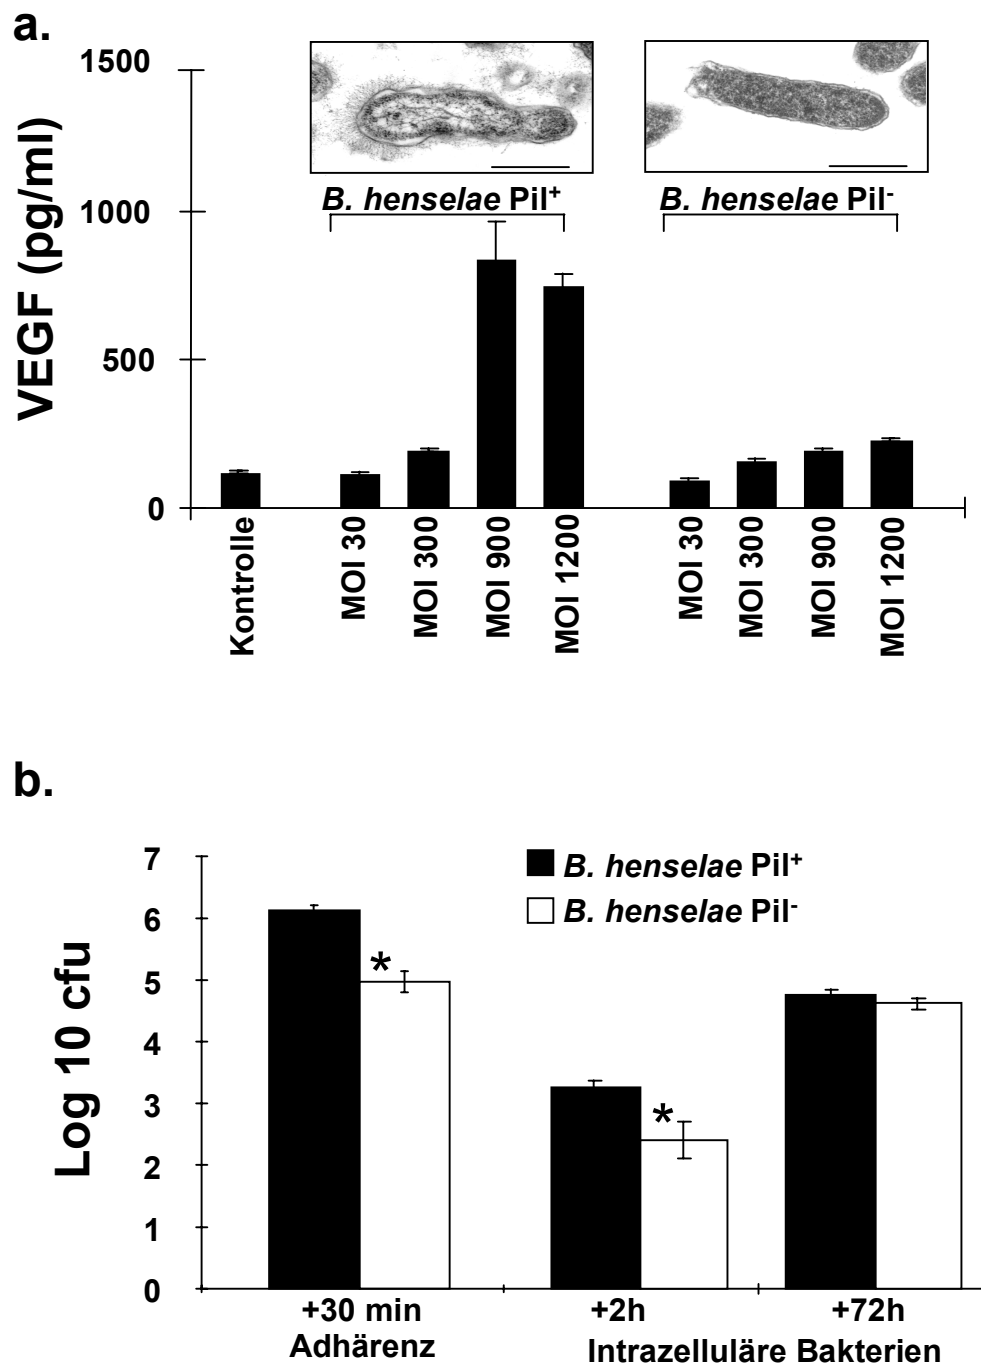 a.
VEGF (pg/ml)
1500
1000
500
0
B. henselae Pil⁺
B. henselae Pil⁻
Kontrolle
MOI 30
MOI 300
MOI 900
MOI 1200
MOI 30
MOI 300
MOI 900
MOI 1200
b.
Log 10 cfu
7
6
5
4
3
2
1
0
B. henselae Pil⁺
B. henselae Pil⁻
*
*
+30 min
+2h
+72h
Adhärenz
Intrazelluläre Bakterien